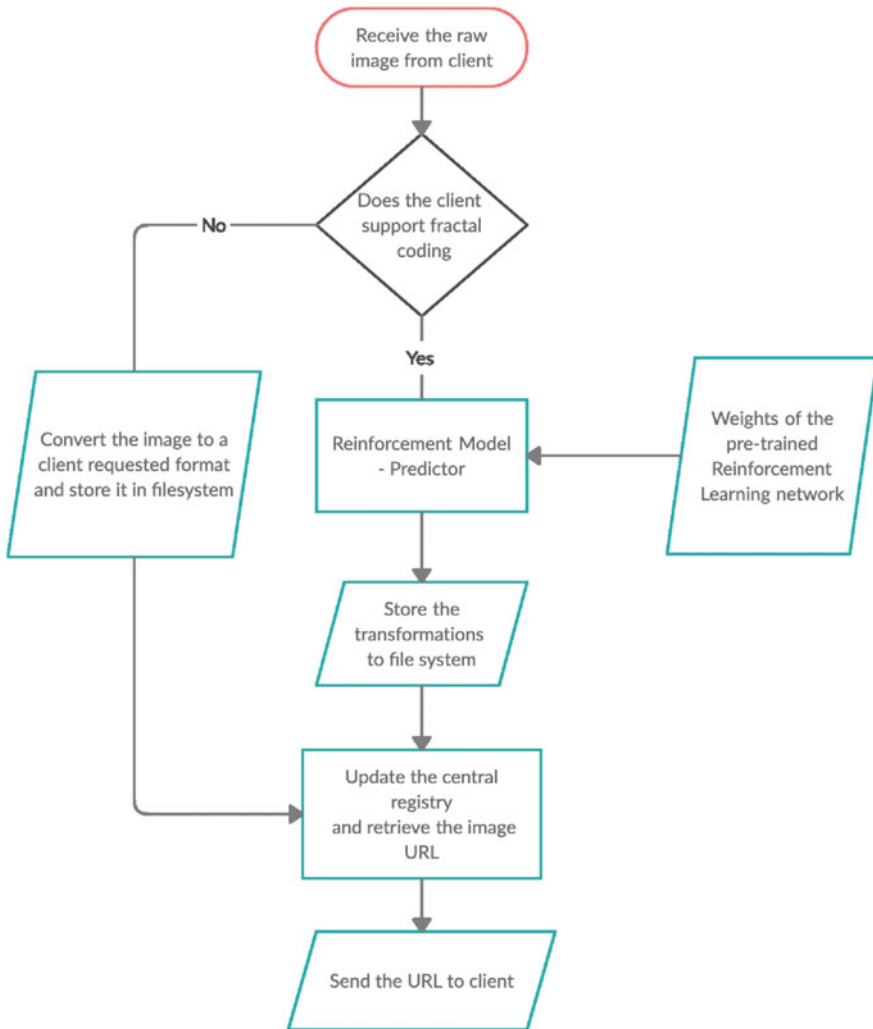 Receive the raw
image from client
Does the client
support fractal
coding
No
Yes
Convert the image to a
client requested format
and store it in filesystem
Reinforcement Model
- Predictor
Weights of the
pre-trained
Reinforcement
Learning network
Store the
transformations
to file system
Update the central
registry
and retrieve the image
URL
Send the URL to client